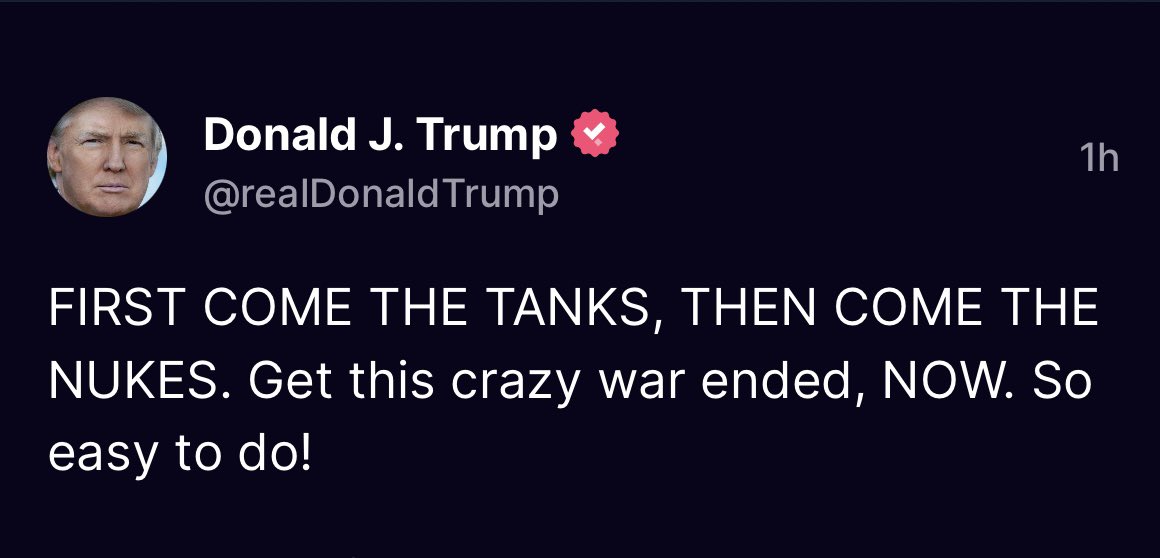 Donald J. Trump
1h
@realDonaldTrump
FIRST COME THE TANKS, THEN COME THE
NUKES. Get this crazy war ended, NOW. So
easy to do!